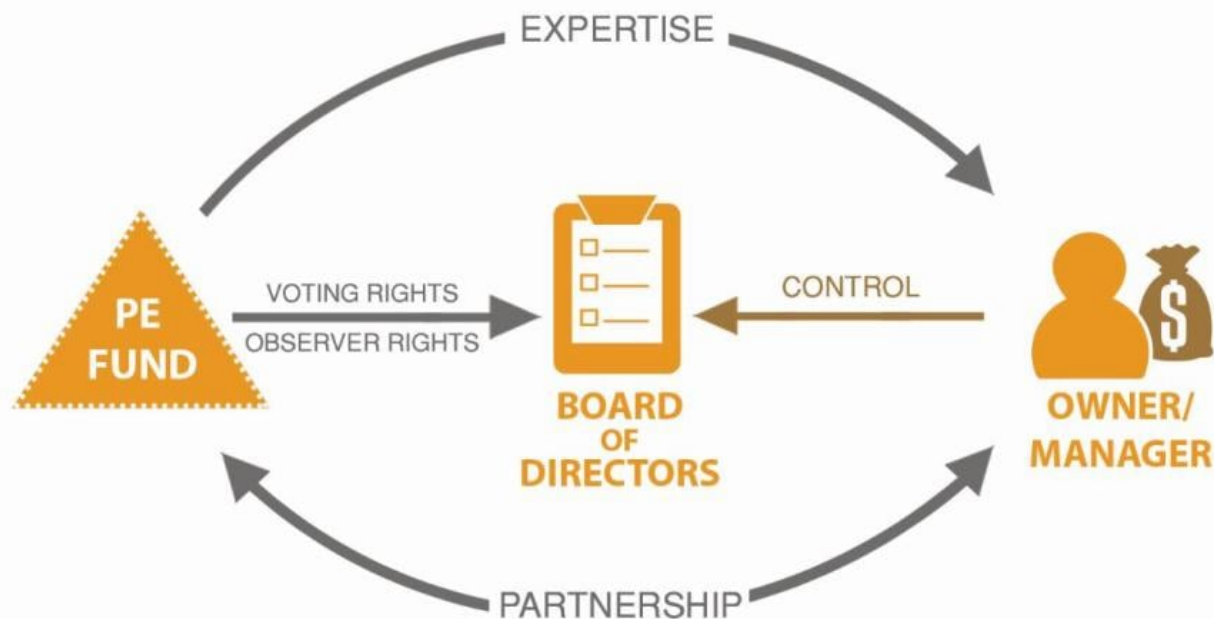 EXPERTISE
PE
FUND
VOTING RIGHTS
OBSERVER RIGHTS
CONTROL
$
BOARD
OF
DIRECTORS
OWNER/
MANAGER
PARTNERSHIP